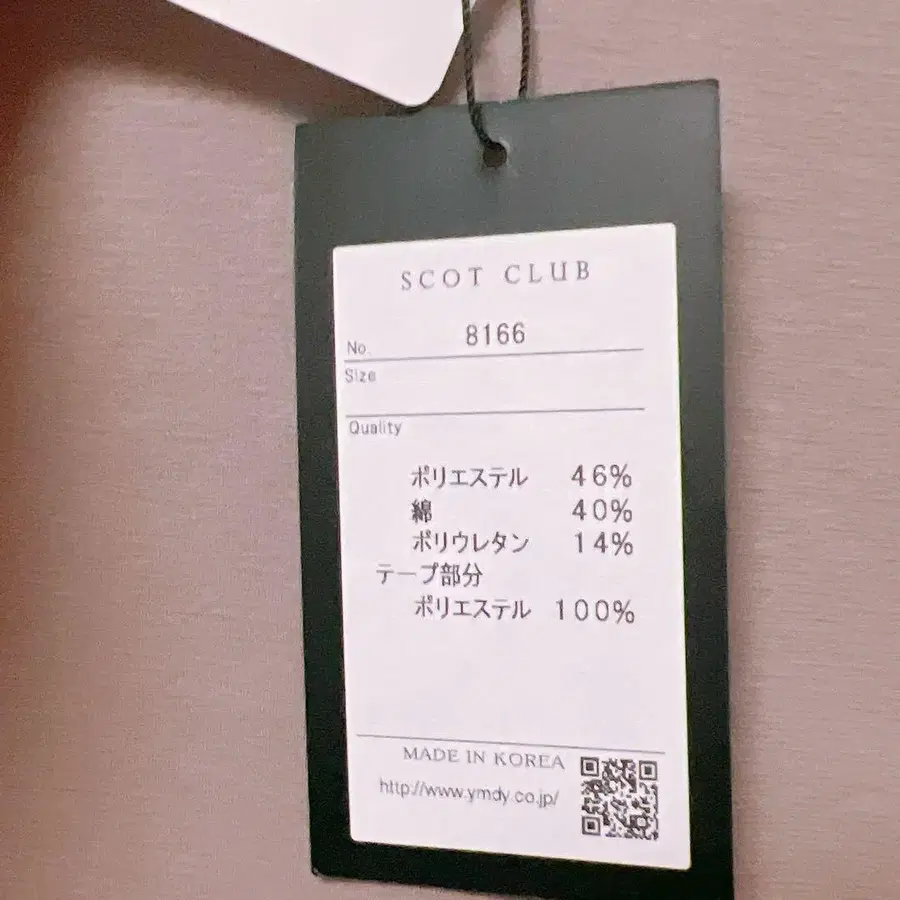 SCOT CLUB
No. 8166
Size
Quality
ポリエステル 46%
綿 40%
ポリウレタン 14%
テープ部分
ポリエステル 100%
MADE IN KOREA
http://www.ymdy.co.jp/